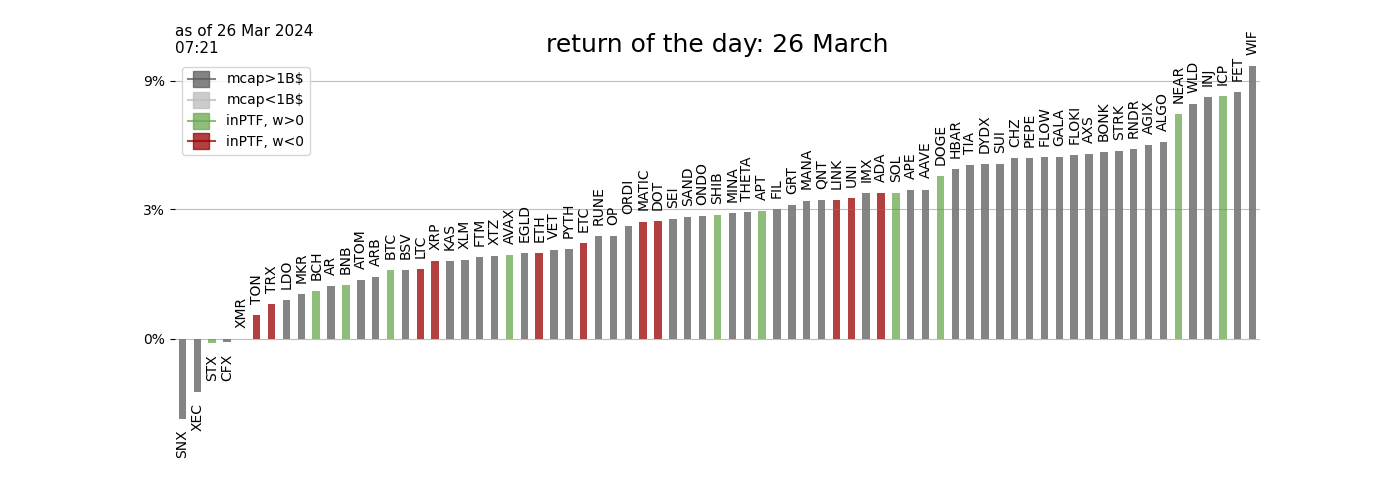 as of 26 Mar 2024
07:21
return of the day: 26 March
mcap>1B$
mcap<1B$
inPTF, w>0
inPTF, w<0
9%
3%
0%
SNX
XEC
STX
CFX
XMR
TON
TRX
LDO
MKR
BCH
AR
BNB
ATOM
ARB
BTC
BSV
LTC
XRP
KAS
XLM
FTM
XTZ
AVAX
EGLD
ETH
VET
PYTH
ETC
RUNE
OP
ORDI
MATIC
DOT
SEI
SAND
ONDO
SHIB
MINA
THETA
APT
FIL
GRT
MANA
QNT
LINK
UNI
IMX
ADA
SOL
APE
AAVE
DOGE
HBAR
TIA
DYDX
SUI
CHZ
PEPE
FLOW
GALA
FLOKI
AXS
BONK
STRK
RNDR
AGIX
ALGO
NEAR
WLD
INJ
ICP
FET
WIF